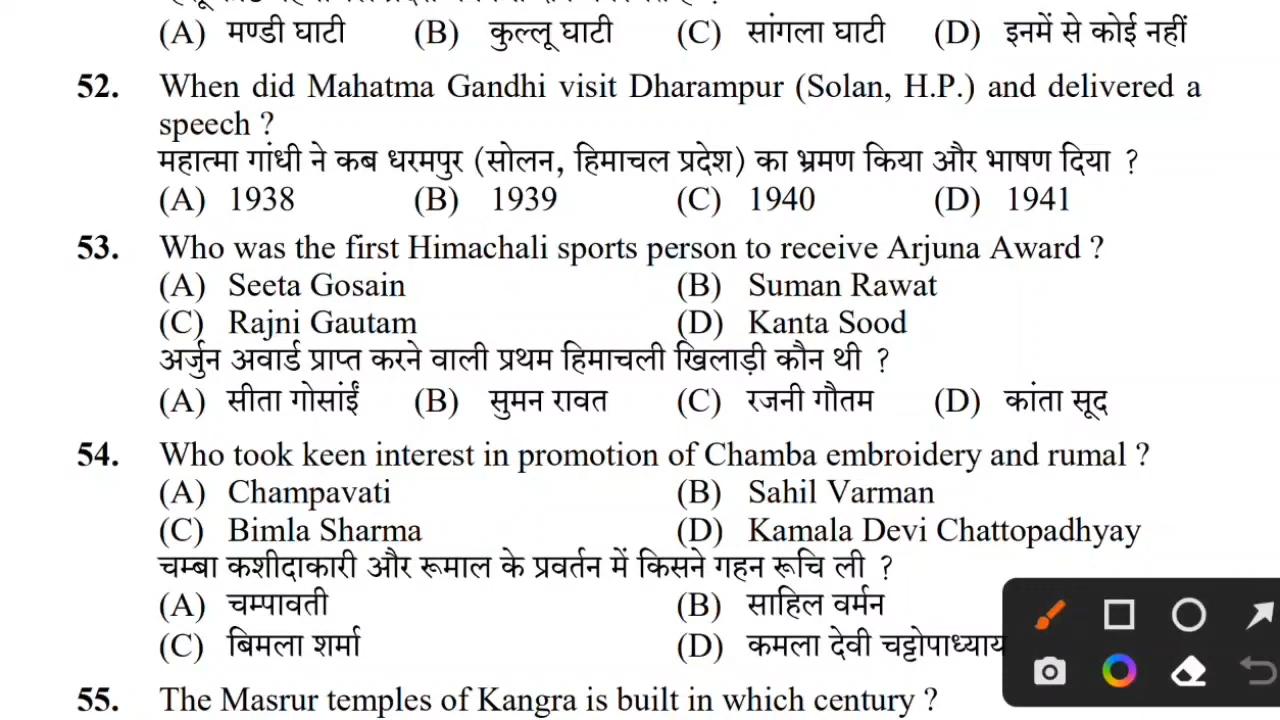 (A) मण्डी घाटी (B) कुल्लू घाटी (C) सांगला घाटी (D) इनमें से कोई नहीं
52. When did Mahatma Gandhi visit Dharampur (Solan, H.P.) and delivered a
speech ?
महात्मा गांधी ने कब धरमपुर (सोलन, हिमाचल प्रदेश) का भ्रमण किया और भाषण दिया ?
(A) 1938 (B) 1939 (C) 1940 (D) 1941
53. Who was the first Himachali sports person to receive Arjuna Award ?
(A) Seeta Gosain (B) Suman Rawat
(C) Rajni Gautam (D) Kanta Sood
अर्जुन अवार्ड प्राप्त करने वाली प्रथम हिमाचली खिलाड़ी कौन थी ?
(A) सीता गोसांईं (B) सुमन रावत (C) रजनी गौतम (D) कांता सूद
54. Who took keen interest in promotion of Chamba embroidery and rumal ?
(A) Champavati (B) Sahil Varman
(C) Bimla Sharma (D) Kamala Devi Chattopadhyay
चम्बा कशीदाकारी और रूमाल के प्रवर्तन में किसने गहन रूचि ली ?
(A) चम्पावती (B) साहिल वर्मन
(C) बिमला शर्मा (D) कमला देवी चट्टोपाध्याय
55. The Masrur temples of Kangra is built in which century ?